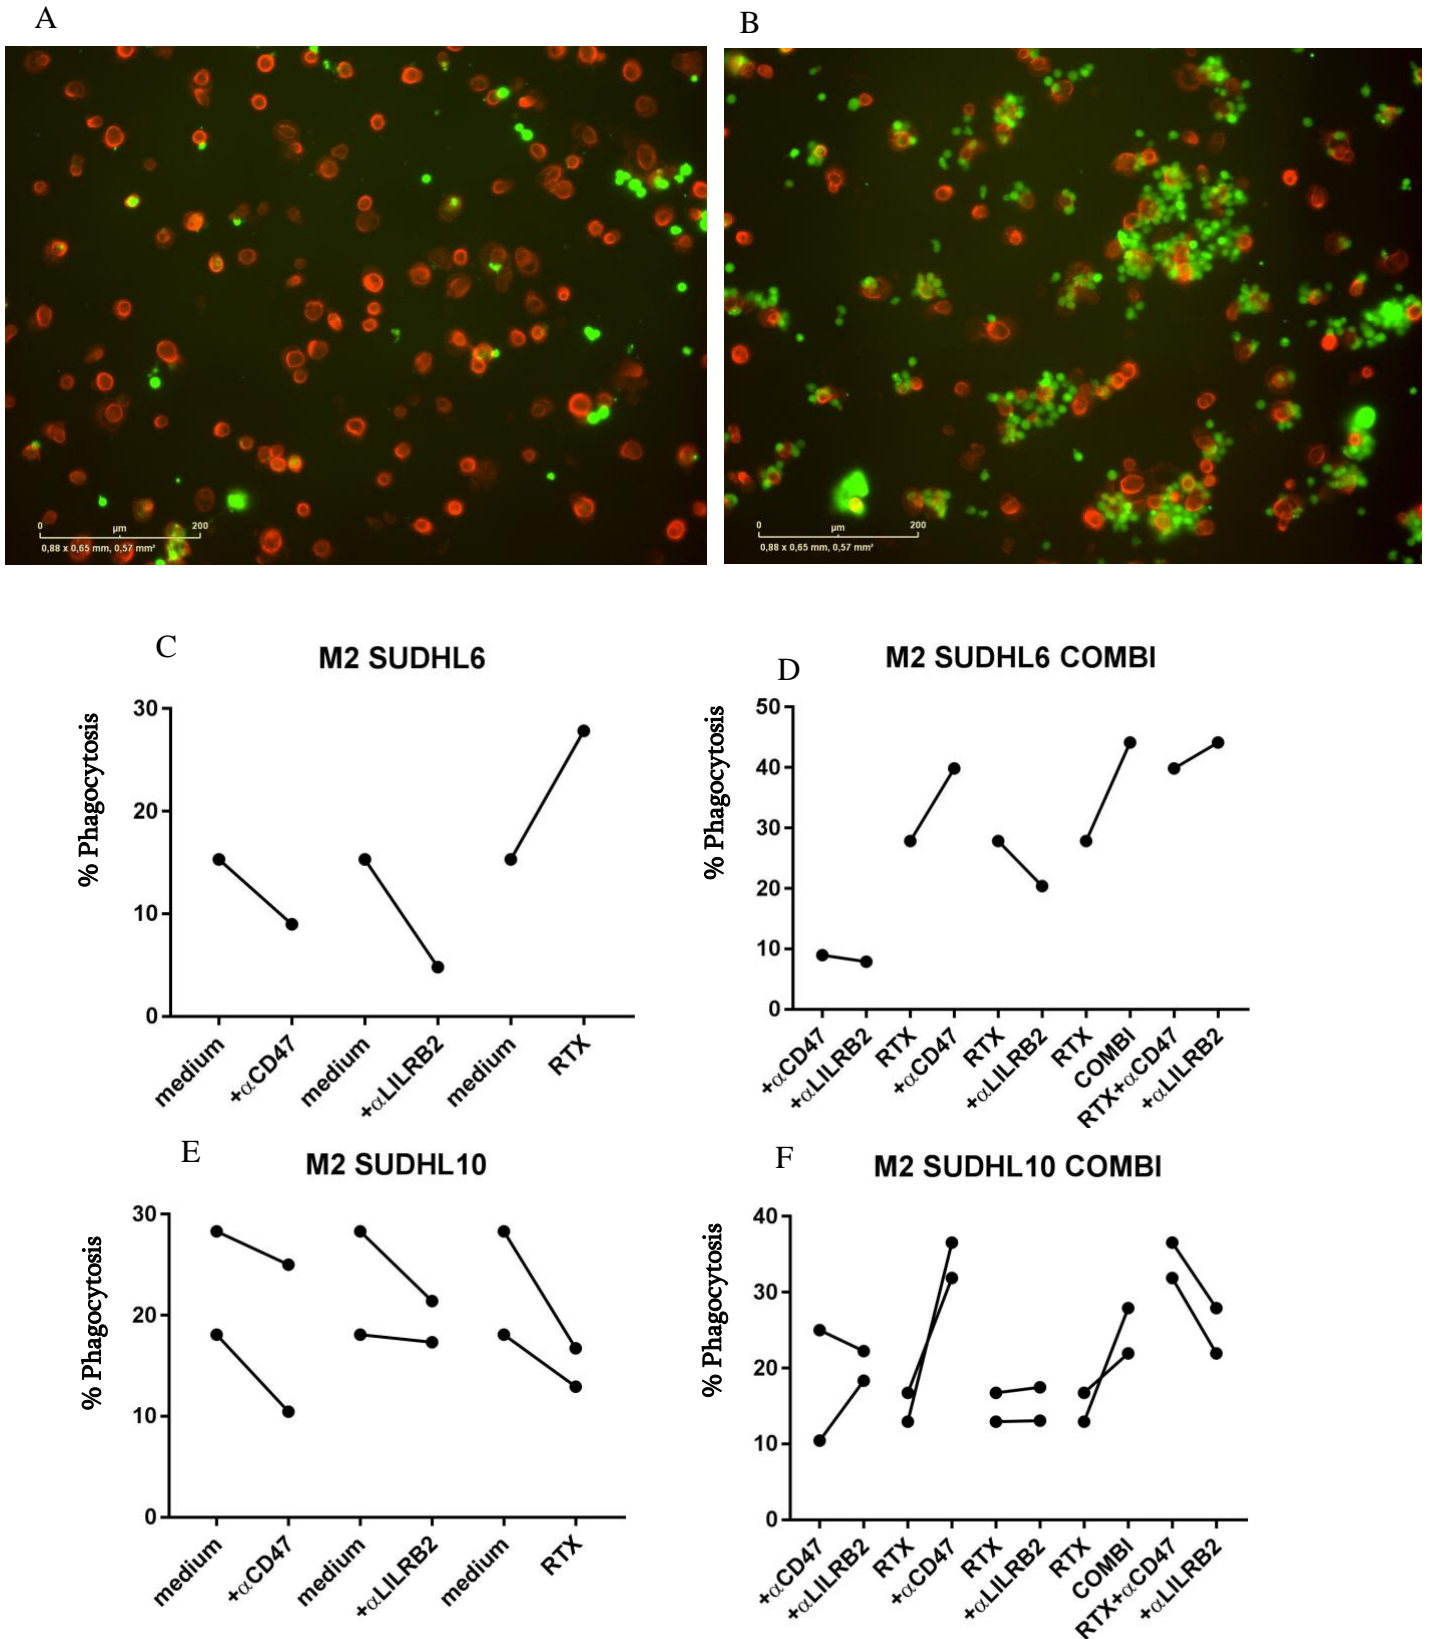 A
B
0 µm 200
0,88 x 0,65 mm, 0,57 mm²
0 µm 200
0,88 x 0,65 mm, 0,57 mm²
C
M2 SUDHL6
% Phagocytosis
30
20
10
0
medium
+αCD47
medium
+αLILRB2
medium
RTX
D
M2 SUDHL6 COMBI
% Phagocytosis
50
40
30
20
10
0
+αCD47
+αLILRB2
RTX
+αCD47
RTX
+αLILRB2
RTX
COMBI
RTX+αCD47
+αLILRB2
E
M2 SUDHL10
% Phagocytosis
30
20
10
0
medium
+αCD47
medium
+αLILRB2
medium
RTX
F
M2 SUDHL10 COMBI
% Phagocytosis
40
30
20
10
0
+αCD47
+αLILRB2
RTX
+αCD47
RTX
+αLILRB2
RTX
COMBI
RTX+αCD47
+αLILRB2